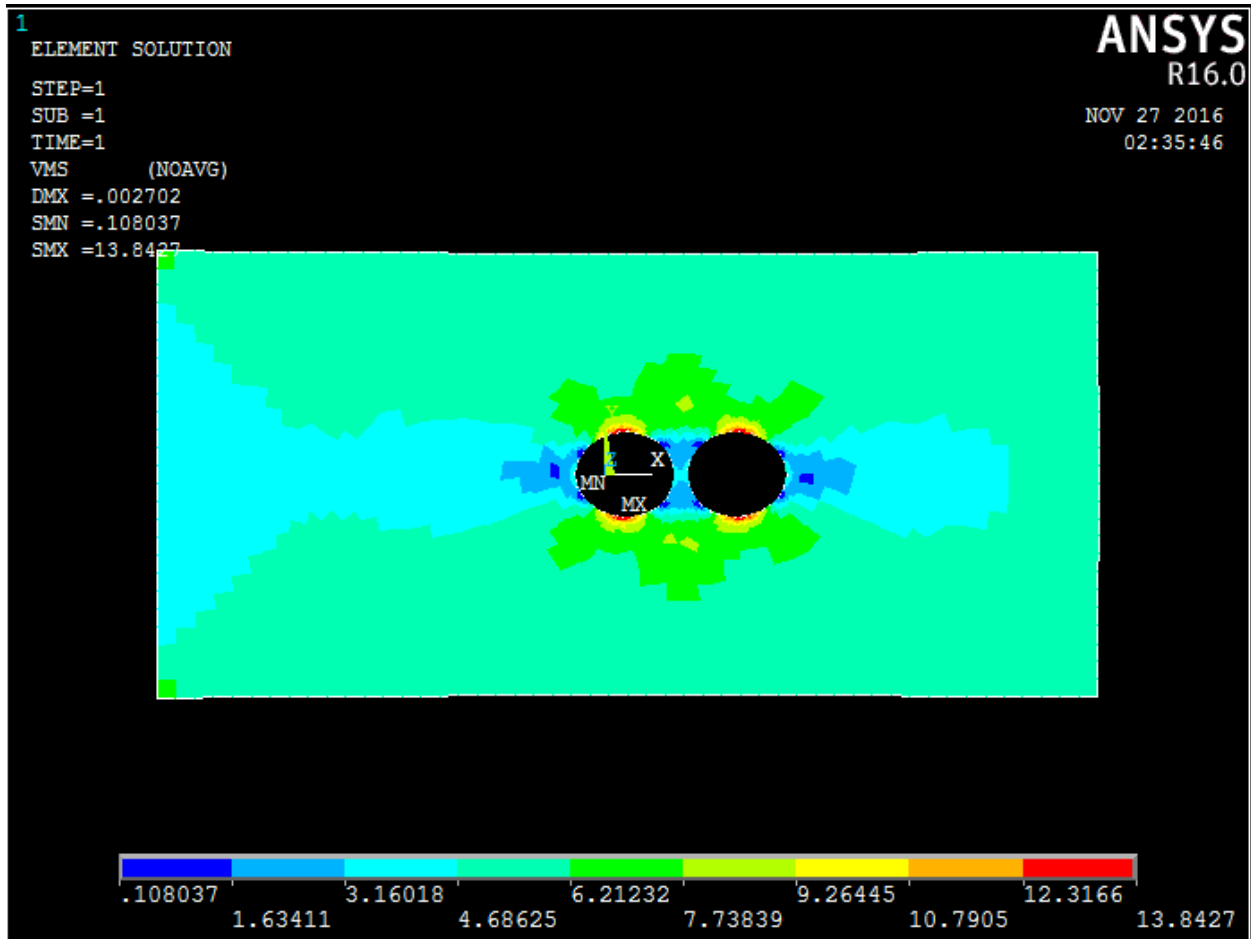 1
ELEMENT SOLUTION
STEP=1
SUB =1
TIME=1
VMS (NOAVG)
DMX =.002702
SMN =.108037
SMX =13.8427
ANSYS
R16.0
NOV 27 2016
02:35:46
Y
Z X
MN
MX
.108037 3.16018 6.21232 9.26445 12.3166
1.63411 4.68625 7.73839 10.7905 13.8427